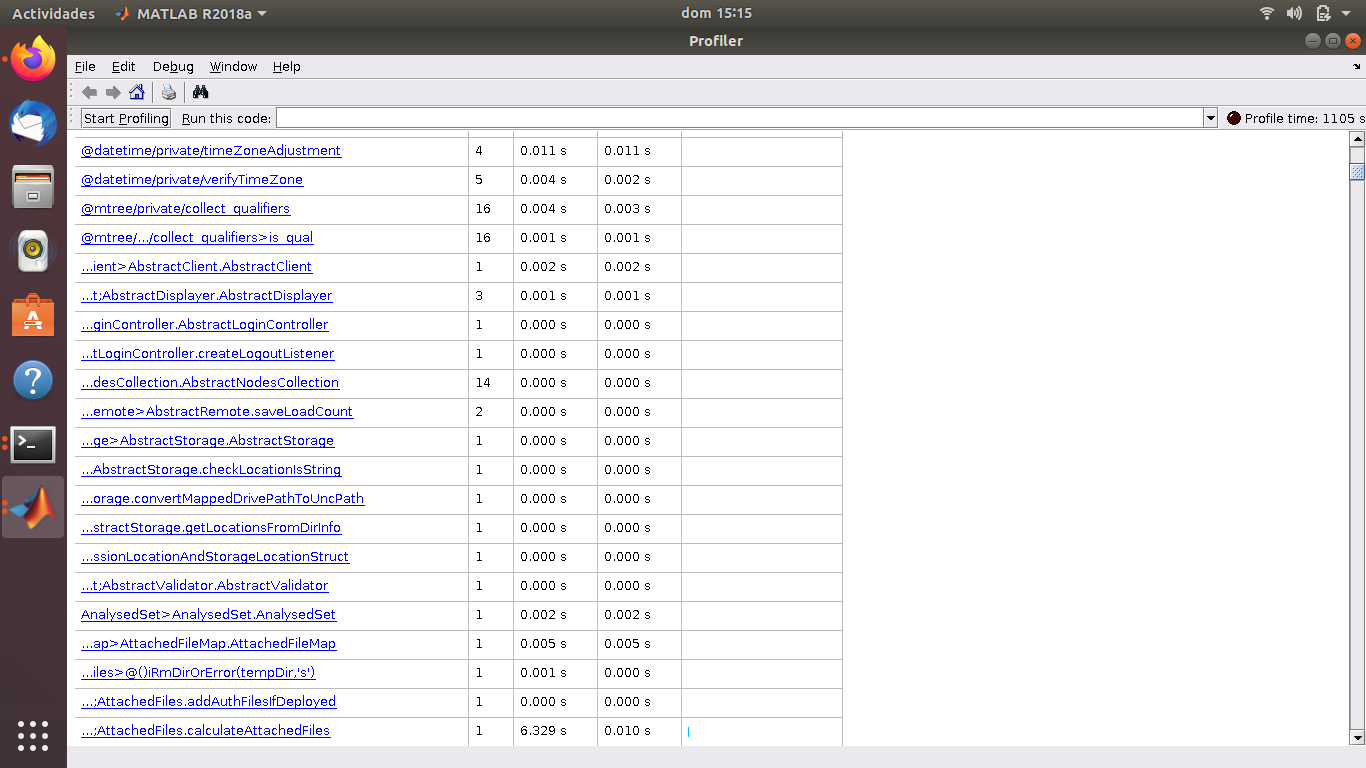 Actividades MATLAB R2018a dom 15:15
Profiler
File Edit Debug Window Help
Start Profiling Run this code: Profile time: 1105 s
@datetime/private/timeZoneAdjustment 4 0.011 s 0.011 s
@datetime/private/verifyTimeZone 5 0.004 s 0.002 s
@mtree/private/collect_qualifiers 16 0.004 s 0.003 s
@mtree/.../collect_qualifiers>is_qual 16 0.001 s 0.001 s
...ient>AbstractClient.AbstractClient 1 0.002 s 0.002 s
...t;AbstractDisplayer.AbstractDisplayer 3 0.001 s 0.001 s
...ginController.AbstractLoginController 1 0.000 s 0.000 s
...tLoginController.createLogoutListener 1 0.000 s 0.000 s
...desCollection.AbstractNodesCollection 14 0.000 s 0.000 s
...emote>AbstractRemote.saveLoadCount 2 0.000 s 0.000 s
...ge>AbstractStorage.AbstractStorage 1 0.000 s 0.000 s
...AbstractStorage.checkLocationIsString 1 0.000 s 0.000 s
...orage.convertMappedDrivePathToUncPath 1 0.000 s 0.000 s
...stractStorage.getLocationsFromDirInfo 1 0.000 s 0.000 s
...ssionLocationAndStorageLocationStruct 1 0.000 s 0.000 s
...t;AbstractValidator.AbstractValidator 1 0.000 s 0.000 s
AnalysedSet>AnalysedSet.AnalysedSet 1 0.002 s 0.002 s
...ap>AttachedFileMap.AttachedFileMap 1 0.005 s 0.005 s
...iles>@()iRmDirOrError(tempDir,'s') 1 0.001 s 0.000 s
...;AttachedFiles.addAuthFilesIfDeployed 1 0.000 s 0.000 s
...;AttachedFiles.calculateAttachedFiles 1 6.329 s 0.010 s